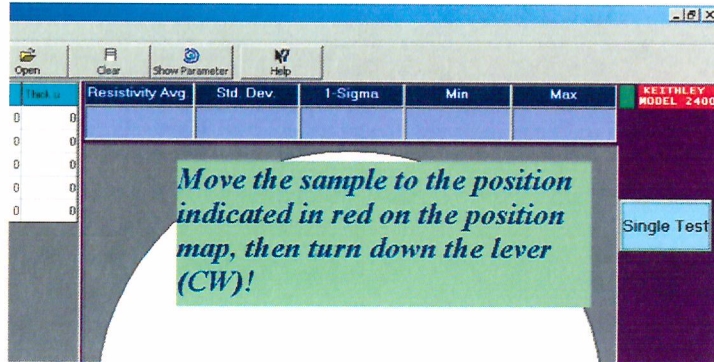 Open Clear Show Parameter Help
Thick u Resistivity Avg Std. Dev. 1-Sigma Min Max KEITHLEY
MODEL 2400
0 0
0 0
0 0
0 0
0 0
Move the sample to the position
indicated in red on the position
map, then turn down the lever
(CW)!
Single Test